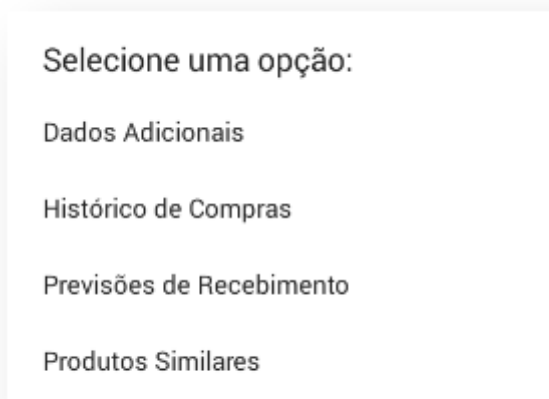 Selecione uma opção:
Dados Adicionais
Histórico de Compras
Previsões de Recebimento
Produtos Similares